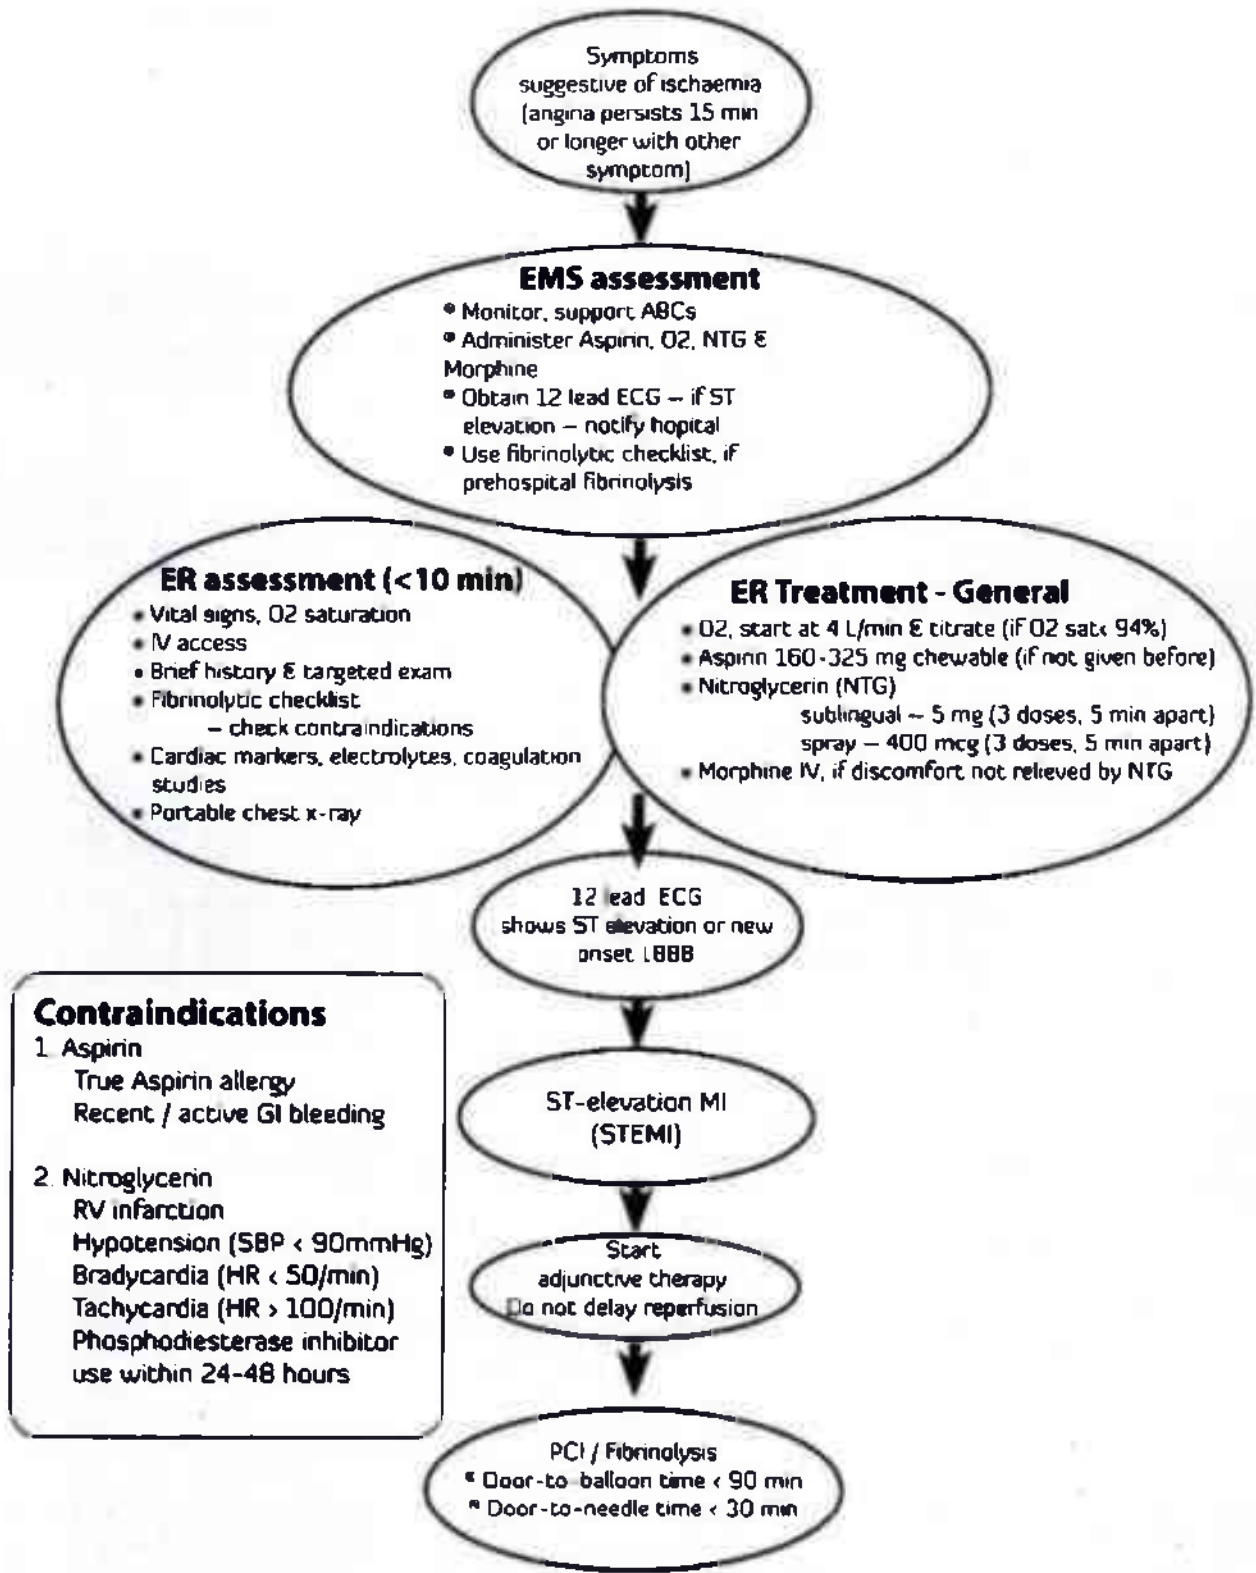 Symptoms
suggestive of ischaemia
(angina persists 15 min
or longer with other
symptom)
EMS assessment
• Monitor, support ABCs
• Administer Aspirin, O2, NTG &
Morphine
• Obtain 12 lead ECG – if ST
elevation – notify hopital
• Use fibrinolytic checklist, if
prehospital fibrinolysis
ER assessment (<10 min)
• Vital signs, O2 saturation
• IV access
• Brief history & targeted exam
• Fibrinolytic checklist
– check contraindications
• Cardiac markers, electrolytes, coagulation
studies
• Portable chest x-ray
ER Treatment - General
• O2, start at 4 L/min & titrate (if O2 sat< 94%)
• Aspirin 160-325 mg chewable (if not given before)
• Nitroglycerin (NTG)
sublingual – 5 mg (3 doses, 5 min apart)
spray – 400 mcg (3 doses, 5 min apart)
• Morphine IV, if discomfort not relieved by NTG
12 lead ECG
shows ST elevation or new
onset LBBB
Contraindications
1. Aspirin
True Aspirin allergy
Recent / active GI bleeding
2. Nitroglycerin
RV infarction
Hypotension (SBP < 90mmHg)
Bradycardia (HR < 50/min)
Tachycardia (HR > 100/min)
Phosphodiesterase inhibitor
use within 24-48 hours
ST-elevation MI
(STEMI)
Start
adjunctive therapy
Do not delay reperfusion
PCI / Fibrinolysis
• Door-to-balloon time < 90 min
• Door-to-needle time < 30 min